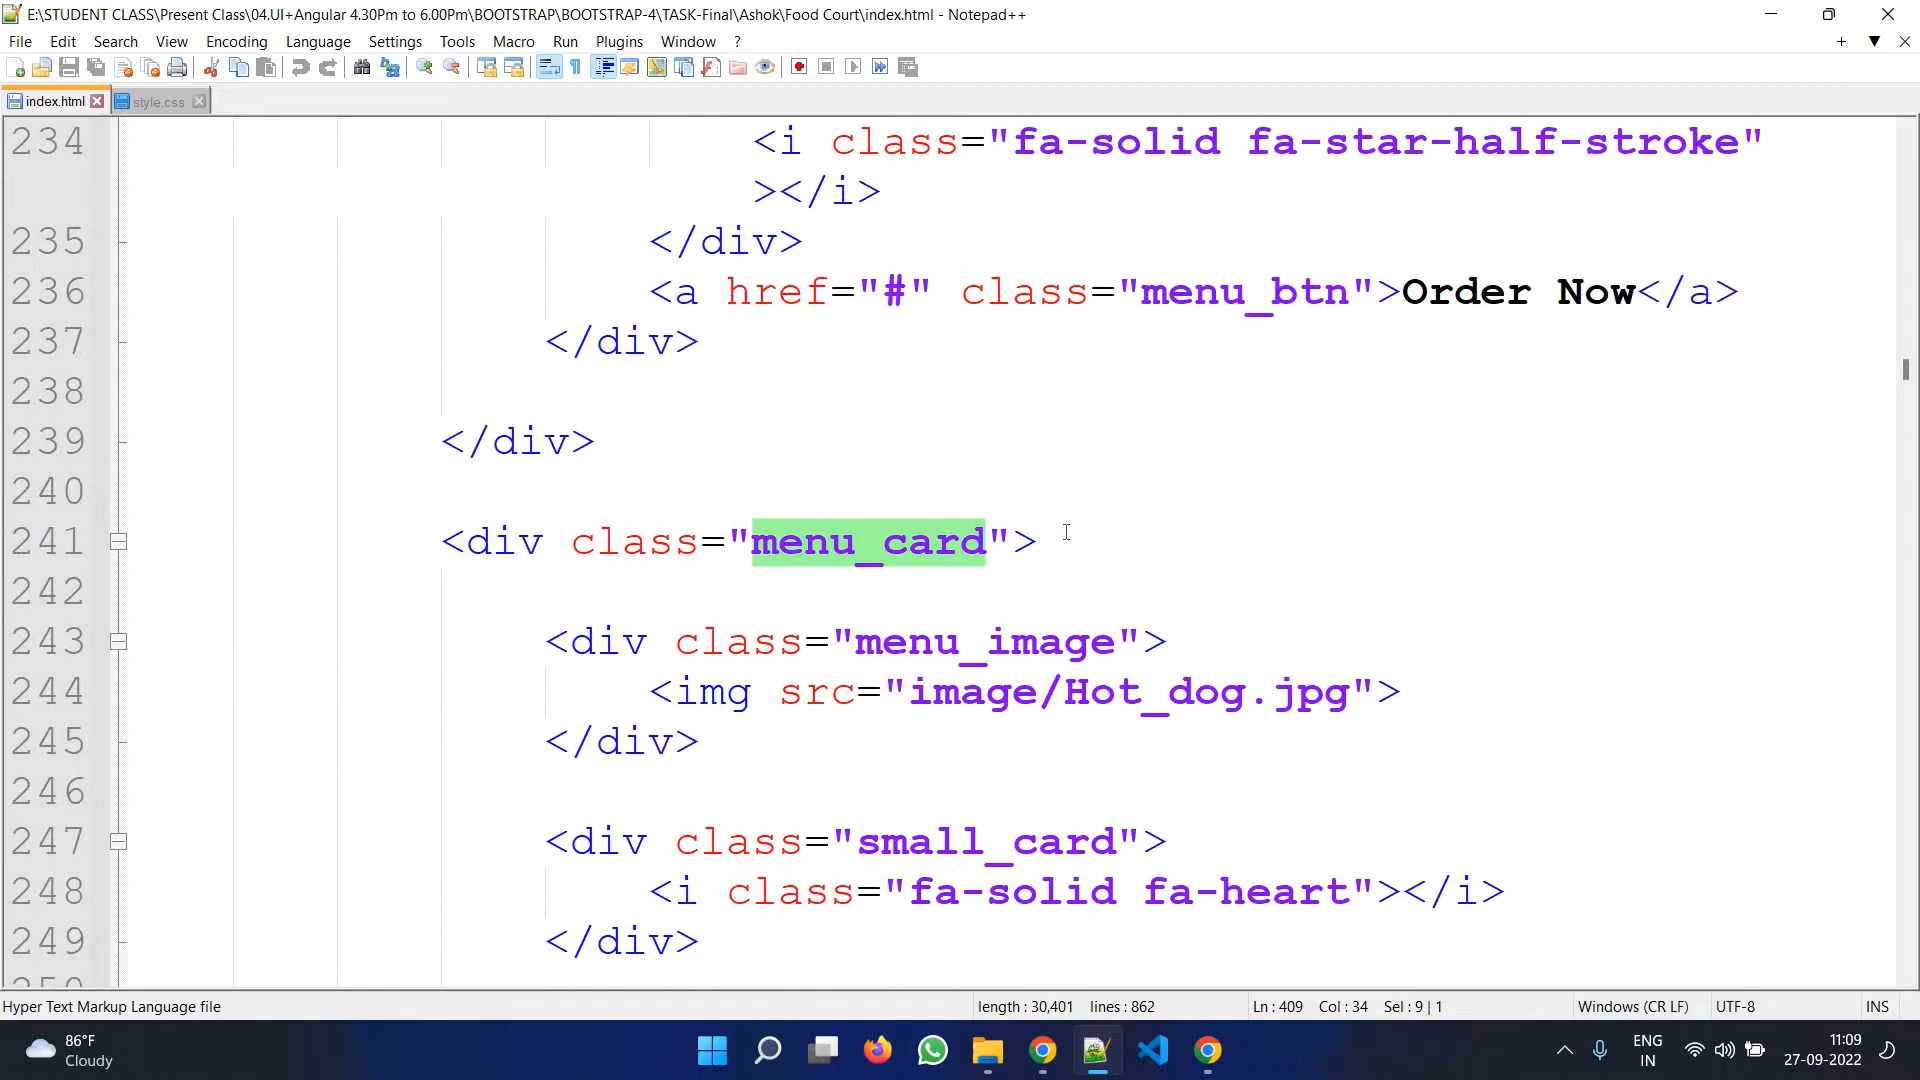 E:\STUDENT CLASS\Present Class\04.UI+Angular 4.30Pm to 6.00Pm\BOOTSTRAP\BOOTSTRAP-4\TASK-Final\Ashok\Food Court\index.html - Notepad++
File Edit Search View Encoding Language Settings Tools Macro Run Plugins Window ?
index.html style.css
234 <i class="fa-solid fa-star-half-stroke"
></i>
235 </div>
236 <a href="#" class="menu_btn">Order Now</a>
237 </div>
238
239 </div>
240
241 <div class="menu_card">
242
243 <div class="menu_image">
244 <img src="image/Hot_dog.jpg">
245 </div>
246
247 <div class="small_card">
248 <i class="fa-solid fa-heart"></i>
249 </div>
250
Hyper Text Markup Language file length : 30,401 lines : 862 Ln : 409 Col : 34 Sel : 9 | 1 Windows (CR LF) UTF-8 INS
86°F
Cloudy
ENG
IN
11:09
27-09-2022